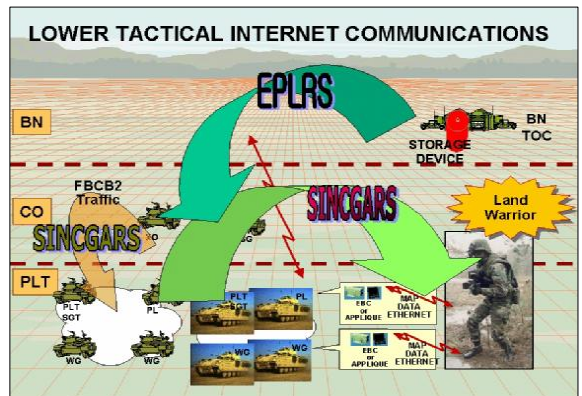 LOWER TACTICAL INTERNET COMMUNICATIONS
EPLRS
BN
BN
TOC
STORAGE
DEVICE
FBCB2
Traffic
CO
SINCGARS
XO
SINCGARS
SG
Land
Warrior
PLT
PLT
SGT
PL
WG
WG
PLT
PL
WG
WG
EBC
or
APPLIQUE
MAP
DATA
ETHERNET
EBC
or
APPLIQUE
MAP
DATA
ETHERNET